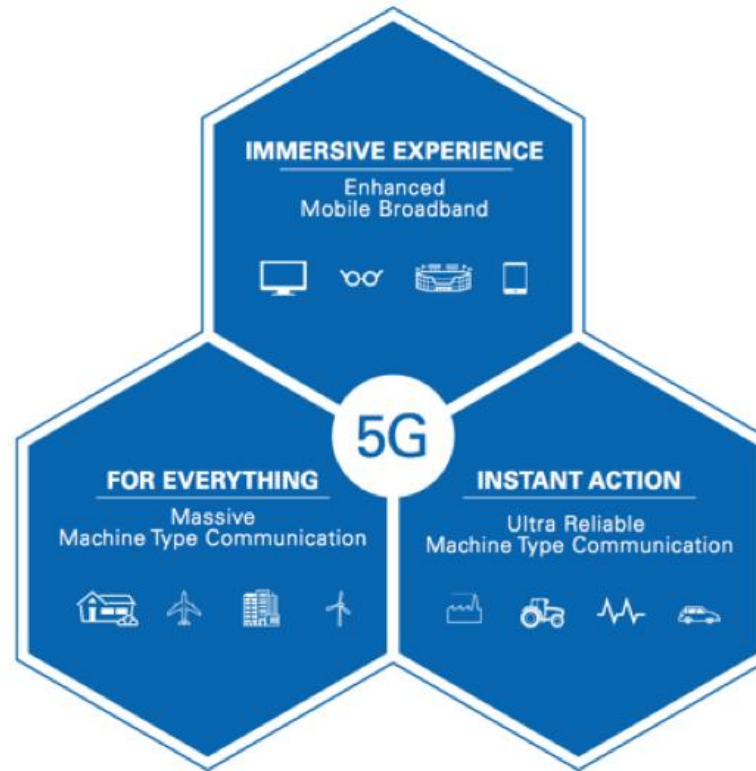 IMMERSIVE EXPERIENCE
Enhanced
Mobile Broadband
5G
FOR EVERYTHING
Massive
Machine Type Communication
INSTANT ACTION
Ultra Reliable
Machine Type Communication